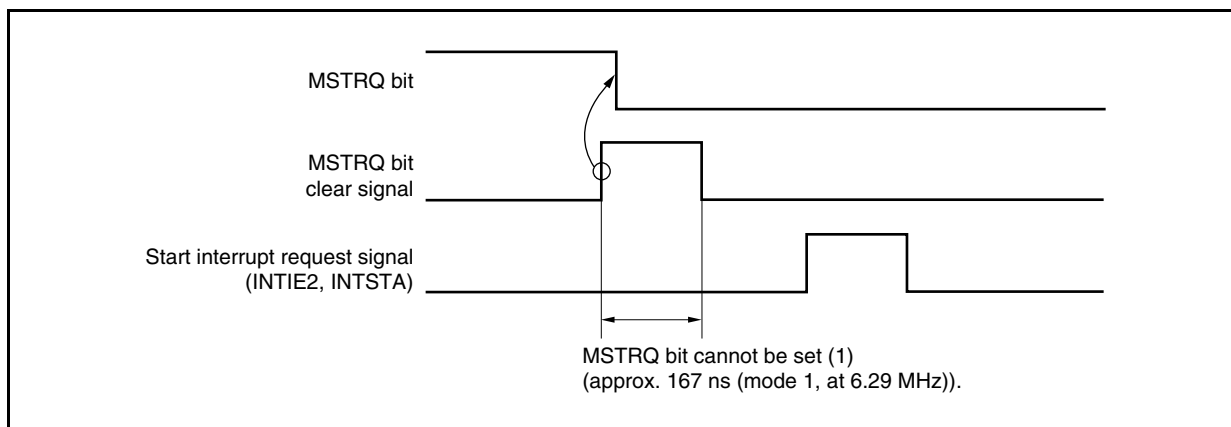 MSTRQ bit
MSTRQ bit
clear signal
Start interrupt request signal
(INTIE2, INTSTA)
MSTRQ bit cannot be set (1)
(approx. 167 ns (mode 1, at 6.29 MHz)).